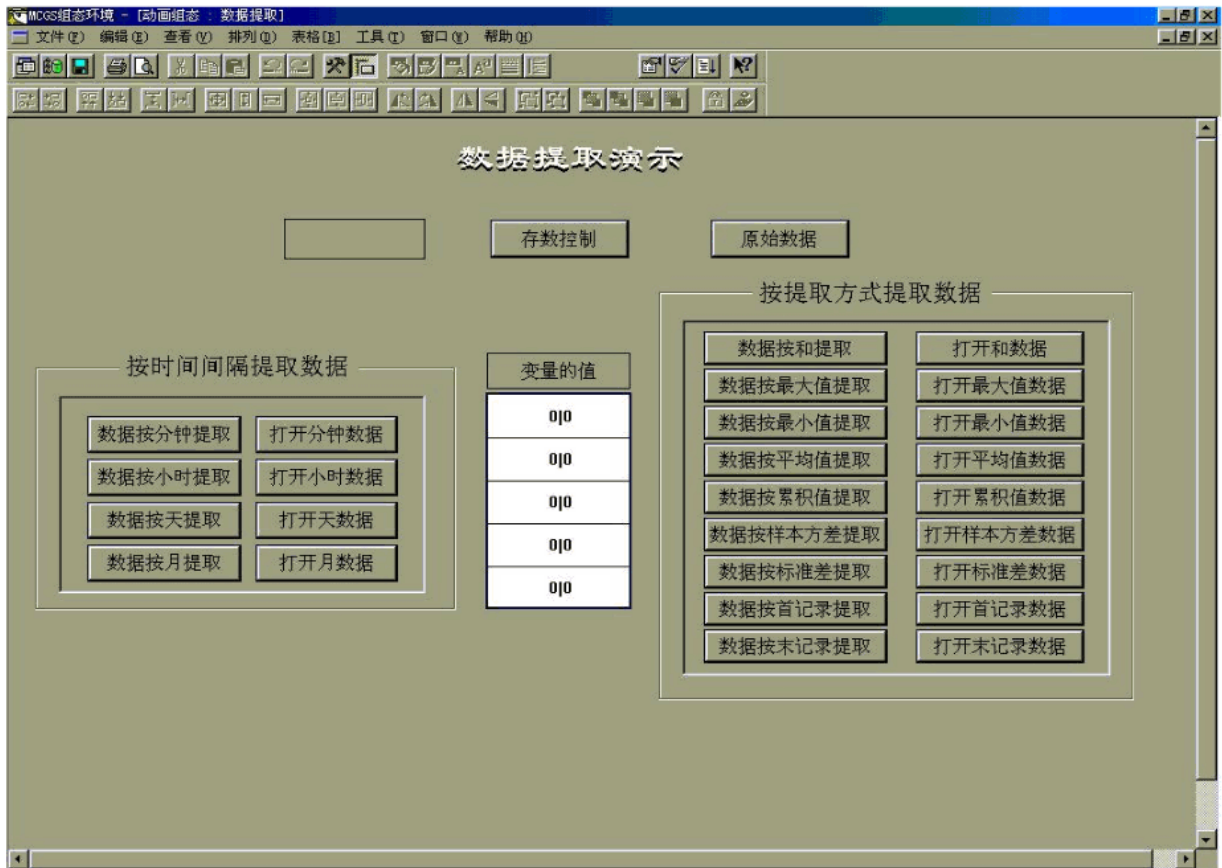 MCGS组态环境 - [动画组态 : 数据提取]
文件(F) 编辑(E) 查看(V) 排列(Q) 表格[B] 工具(T) 窗口(W) 帮助(H)
数据提取演示
存数控制 原始数据
按提取方式提取数据
数据按和提取 打开和数据
数据按最大值提取 打开最大值数据
数据按最小值提取 打开最小值数据
数据按平均值提取 打开平均值数据
数据按累积值提取 打开累积值数据
数据按样本方差提取 打开样本方差数据
数据按标准差提取 打开标准差数据
数据按首记录提取 打开首记录数据
数据按末记录提取 打开末记录数据
按时间间隔提取数据
数据按分钟提取 打开分钟数据
数据按小时提取 打开小时数据
数据按天提取 打开天数据
数据按月提取 打开月数据
变量的值
0|0
0|0
0|0
0|0
0|0